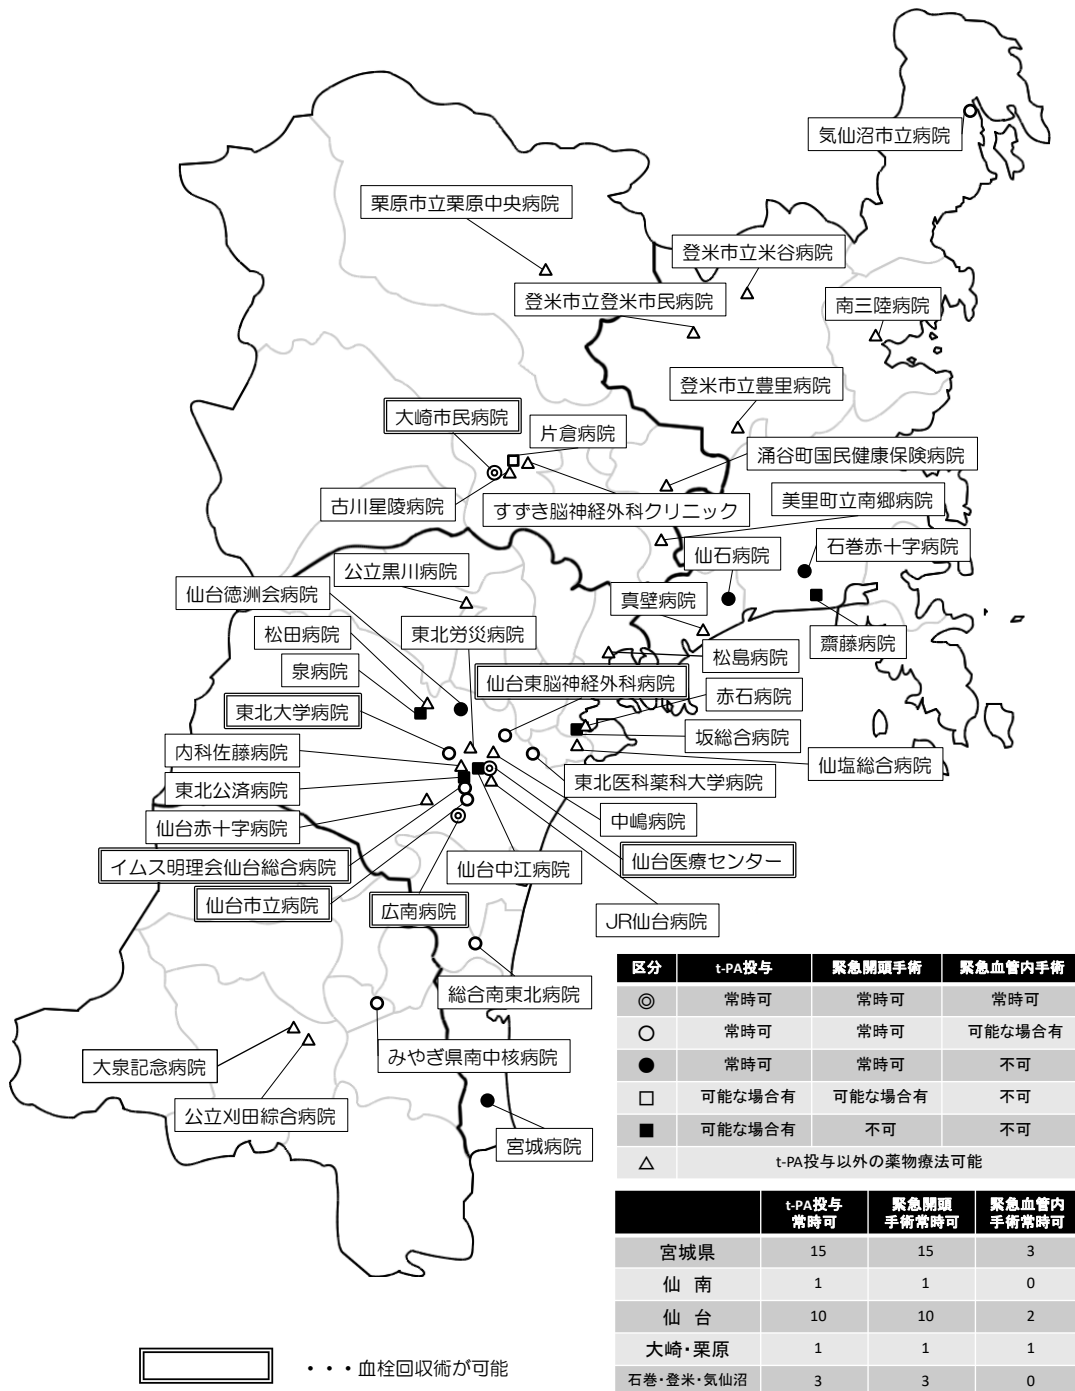 気仙沼市立病院
栗原市立栗原中央病院
登米市立米谷病院
登米市立登米市民病院
南三陸病院
登米市立豊里病院
大崎市民病院
片倉病院
涌谷町国民健康保険病院
古川星陵病院
すずき脳神経外科クリニック
美里町立南郷病院
仙石病院
石巻赤十字病院
公立黒川病院
仙台徳洲会病院
真壁病院
松田病院
東北労災病院
齋藤病院
松島病院
泉病院
仙台東脳神経外科病院
赤石病院
東北大学病院
坂総合病院
内科佐藤病院
仙塩総合病院
東北医科薬科大学病院
東北公済病院
仙台赤十字病院
中嶋病院
イムス明理会仙台総合病院
仙台中江病院
仙台医療センター
仙台市立病院
広南病院
JR仙台病院
総合南東北病院
みやぎ県南中核病院
大泉記念病院
公立刈田綜合病院
宮城病院
区分 t-PA投与 緊急開頭手術 緊急血管内手術
◎ 常時可 常時可 常時可
○ 常時可 常時可 可能な場合有
● 常時可 常時可 不可
□ 可能な場合有 可能な場合有 不可
■ 可能な場合有 不可 不可
△ t-PA投与以外の薬物療法可能
t-PA投与 緊急開頭 緊急血管内
常時可 手術常時可 手術常時可
宮城県 15 15 3
仙 南 1 1 0
仙 台 10 10 2
大崎・栗原 1 1 1
石巻・登米・気仙沼 3 3 0
・・・血栓回収術が可能